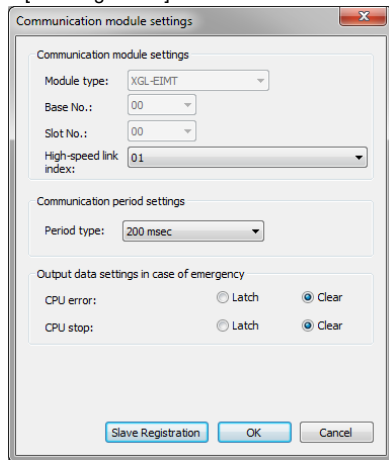 Communication module settings
Communication module settings
Module type: XGL-EIMT
Base No.: 00
Slot No.: 00
High-speed link index: 01
Communication period settings
Period type: 200 msec
Output data settings in case of emergency
CPU error: Latch Clear
CPU stop: Latch Clear
Slave Registration OK Cancel